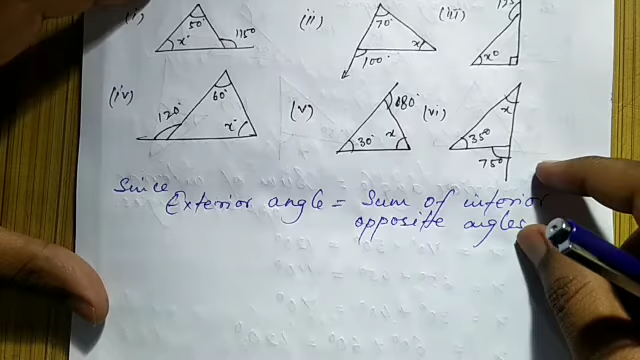 (i) 50° x° 115°
(ii) 70° x 100°
(iii) x°
(iv) 120° 60° x°
(v) 80° 30° x
(vi) x 35° 75°
Since
Exterior angle = Sum of interior
opposite angles